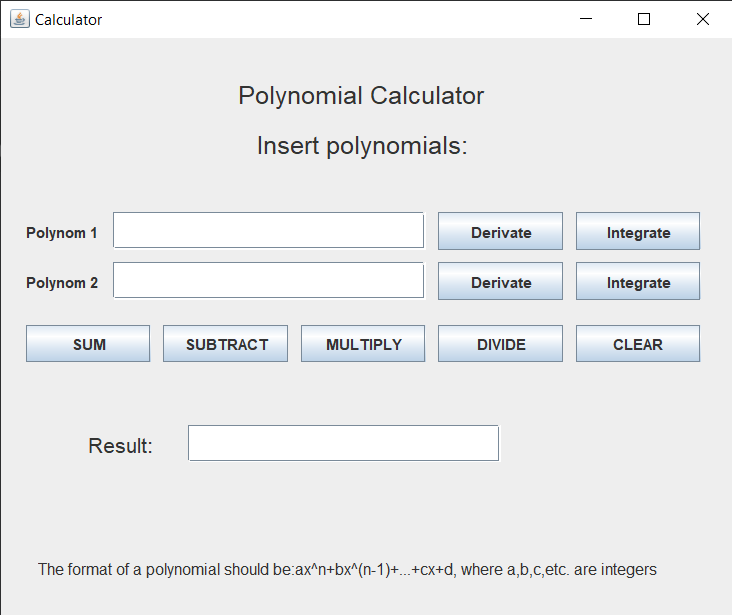 Calculator
Polynomial Calculator
Insert polynomials:
Polynom 1 Derivate Integrate
Polynom 2 Derivate Integrate
SUM SUBTRACT MULTIPLY DIVIDE CLEAR
Result:
The format of a polynomial should be:ax^n+bx^(n-1)+...+cx+d, where a,b,c,etc. are integers